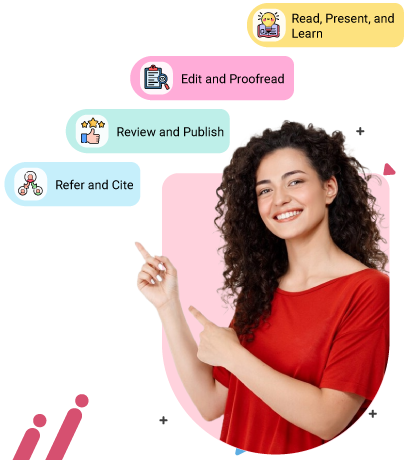 Read, Present, and
Learn
Edit and Proofread
Review and Publish
Refer and Cite